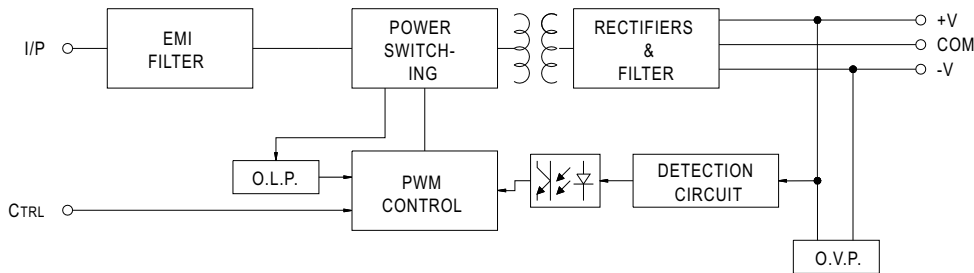 I/P
EMI
FILTER
POWER
SWITCH-
ING
RECTIFIERS
&
FILTER
+V
COM
-V
O.L.P.
PWM
CONTROL
DETECTION
CIRCUIT
CTRL
O.V.P.